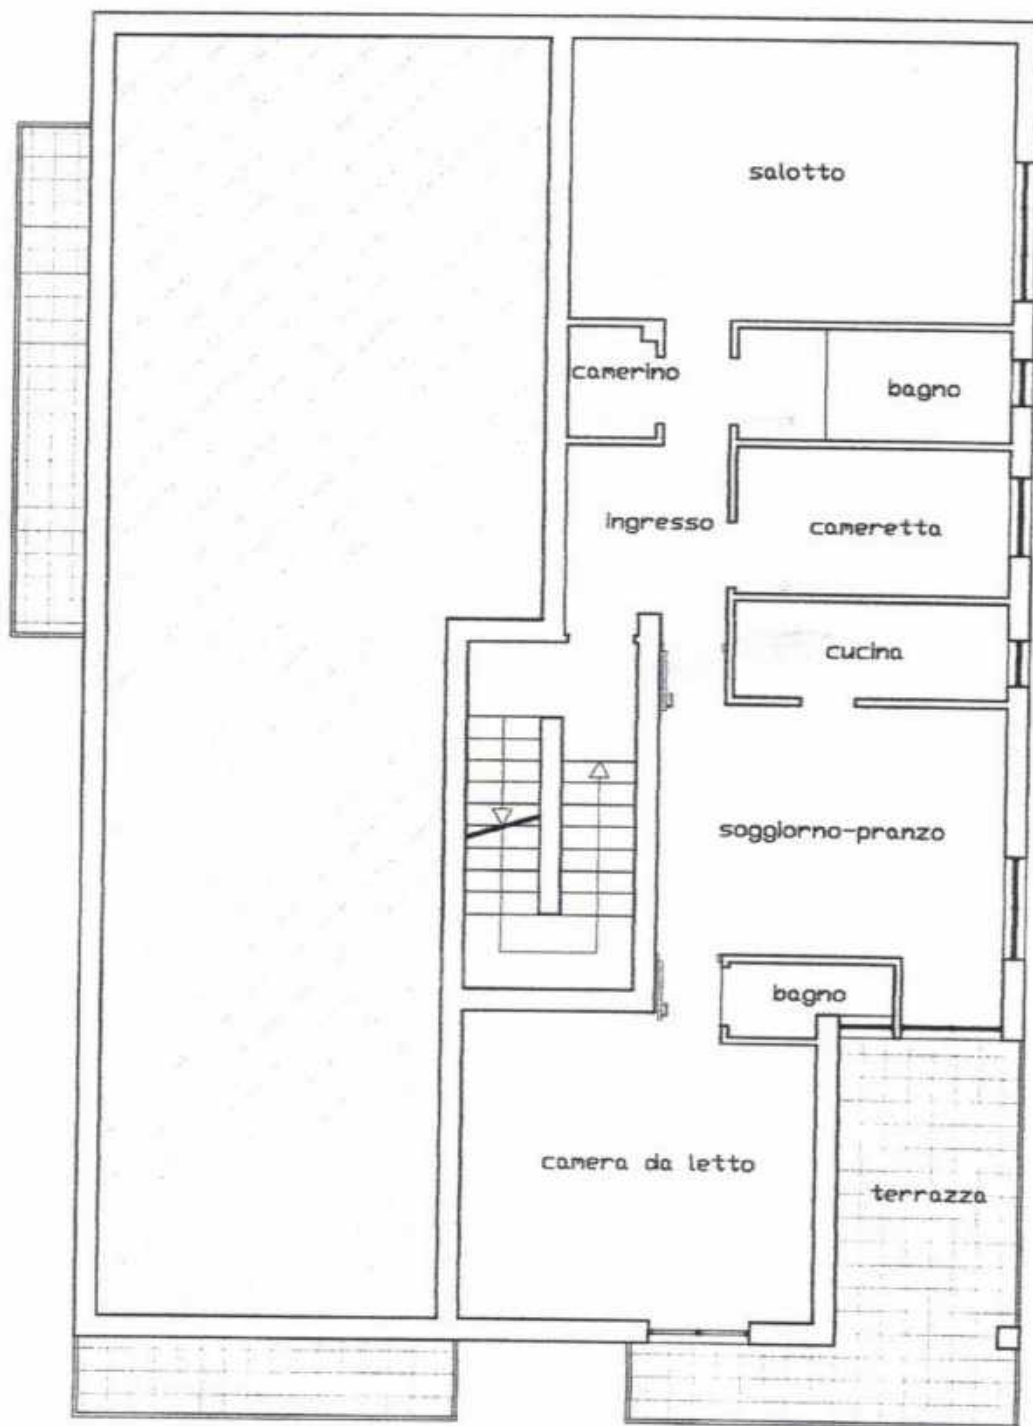 salotto
camerino
bagno
ingresso
cameretta
cucina
soggiorno-pranzo
bagno
camera da letto
terrazza